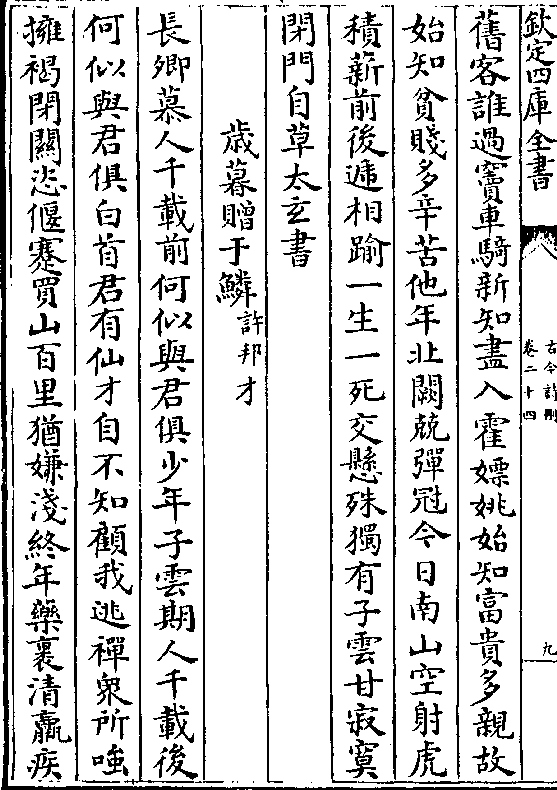 欽定四庫全書
古今詩刪
卷二十四
九
舊客誰過竇車騎新知盡入霍嫖姚始知富貴多親故
始知貧賤多辛苦他年北闕兢彈冠今日南山空射虎
積薪前後遞相踰一生一死交懸殊獨有子雲甘寂寞
閉門自草太玄書
歳暮贈于鱗許邦才
長卿慕人千載前何似與君俱少年子雲期人千載後
何似與君俱白首君有仙才自不知顧我逃禪衆所嗤
擁褐閉關恣偃蹇買山百里猶嫌淺終年藥裹清羸疾